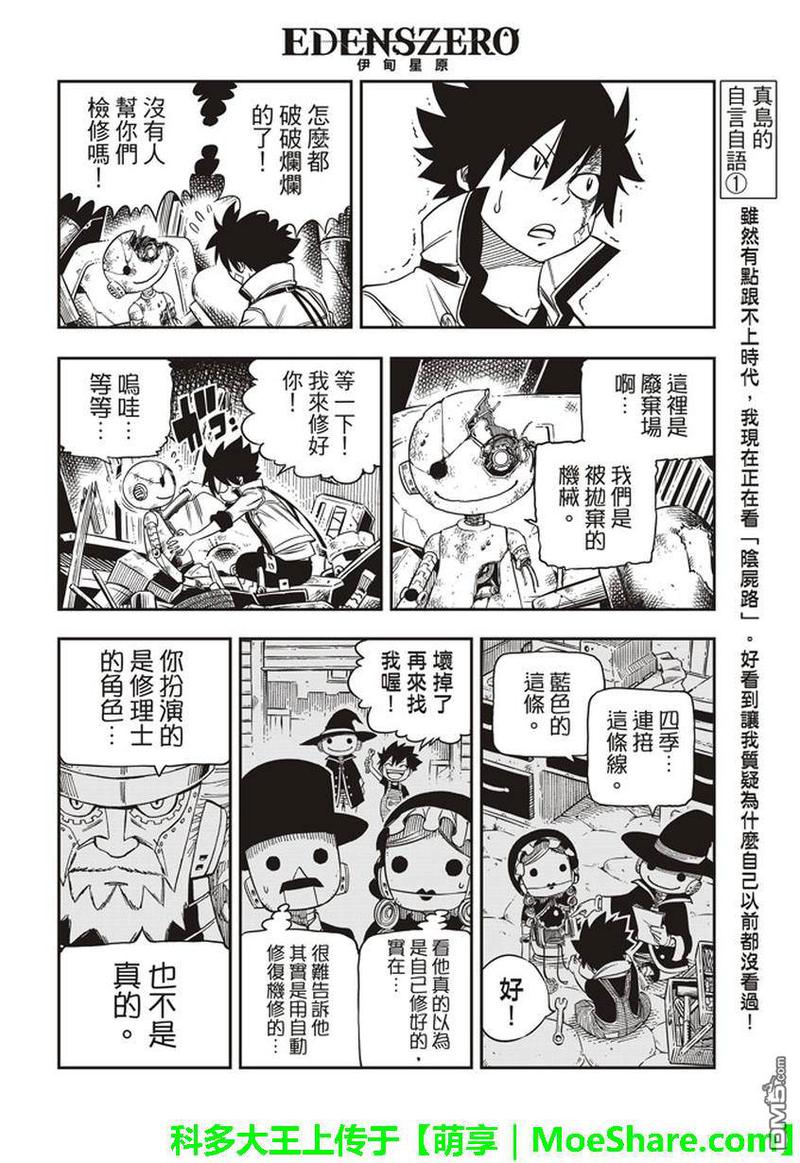 EDENSZERO
伊甸星原
真島的
自言自語①
雖然有點跟不上時代，我現在正在看「陰屍路」。好看到讓我質疑為什麼自己以前都沒看過！
怎麼都
破破爛爛
的了！
沒有人
幫你們
檢修嗎！
這裡是
廢棄場
啊…
我們是
被拋棄的
機械。
等一下！
我來修好
你！
嗚哇…
等等…
四季…
連接
這條線。
藍色的
這條。
好！
壞掉了
再來找
我喔！
看他真的以為
是自己修好的，
實在…
很難告訴他
其實是用自動
修復機修的…
你扮演的
是修理士
的角色…
也不是
真的。
DM5.com
科多大王上传于【萌享｜MoeShare.com】